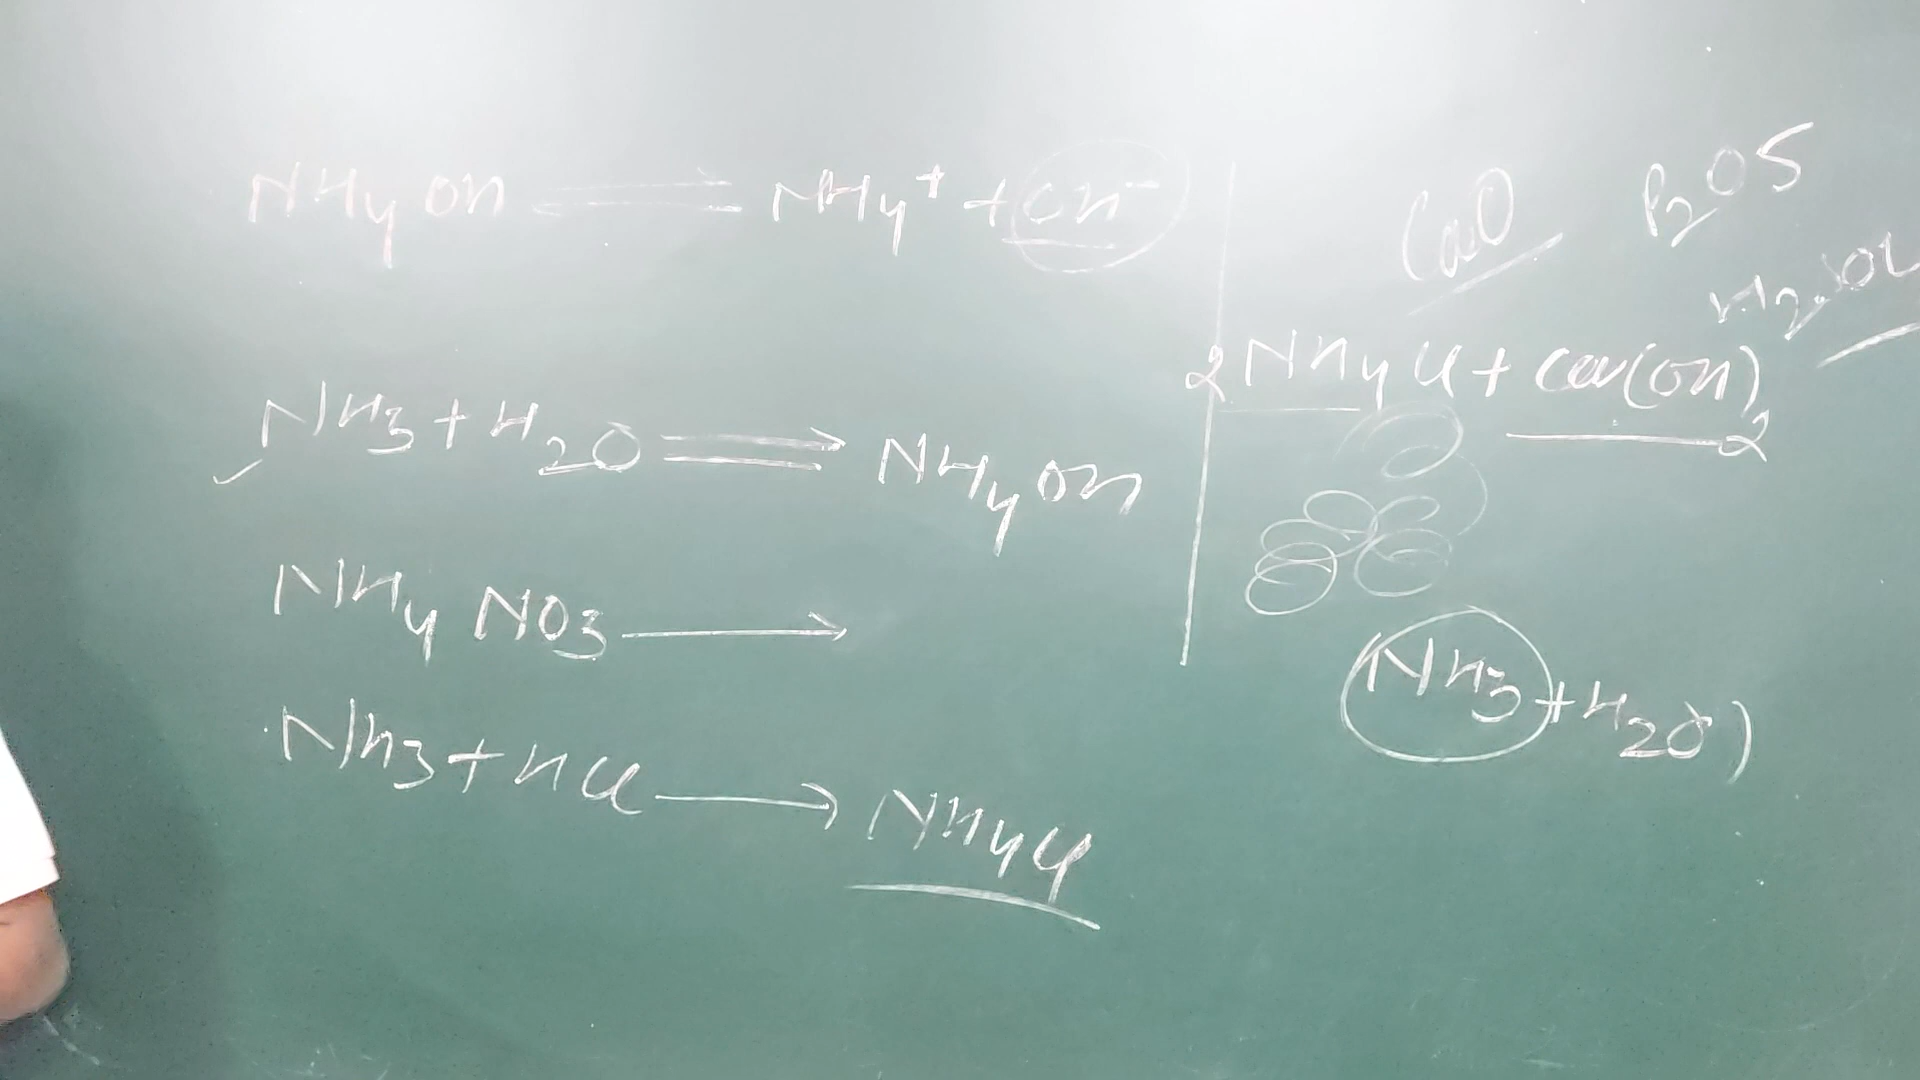 NH4OH ⇌ NH4+ + OH-
NH3 + H2O ⇌ NH4OH
NH4NO3 →
NH3 + HCl → NH4Cl
CaO P2O5
H2SO4
2NH4Cl + Ca(OH)2
NH3 + H2O)